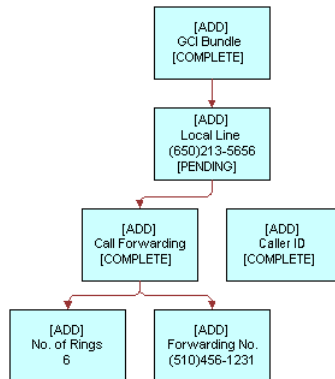 [ADD]
GCI Bundle
[COMPLETE]
[ADD]
Local Line
(650)213-5656
[PENDING]
[ADD]
Call Forwarding
[COMPLETE]
[ADD]
Caller ID
[COMPLETE]
[ADD]
No. of Rings
6
[ADD]
Forwarding No.
(510)456-1231